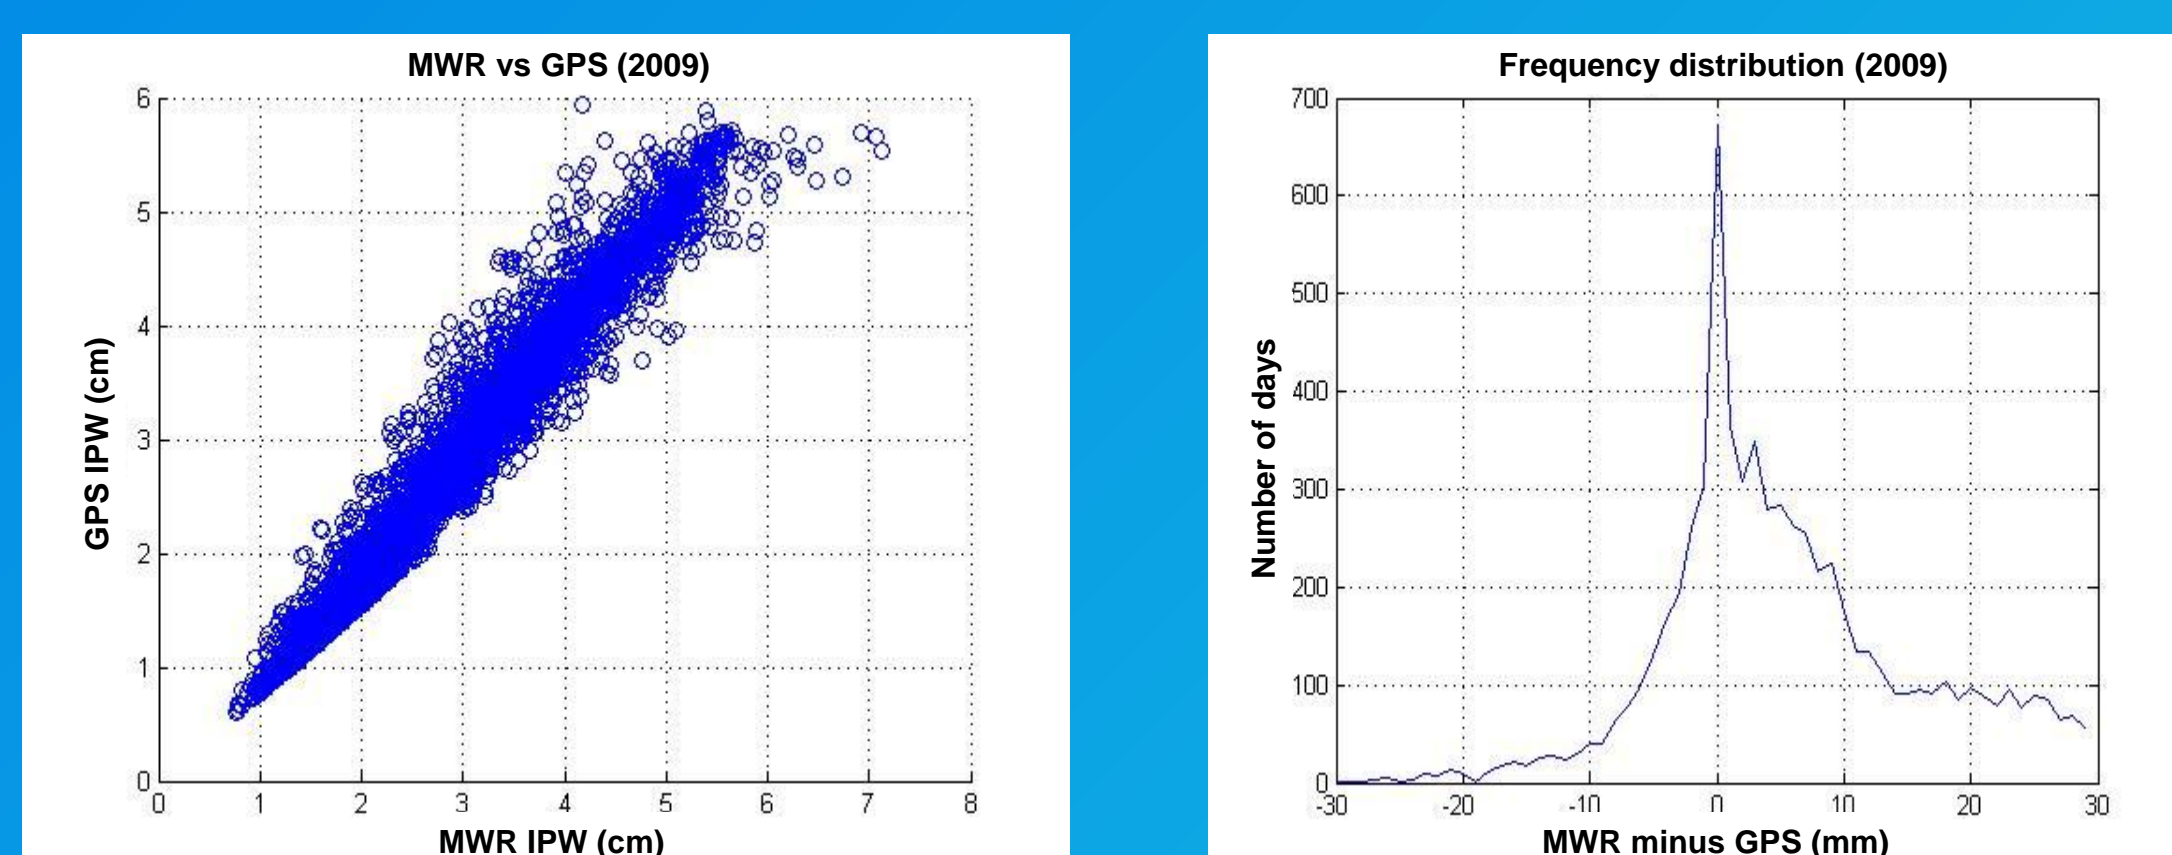 MWR vs GPS (2009)
6
5
4
3
2
1
0
GPS IPW (cm)
0 1 2 3 4 5 6 7 8
MWR IPW (cm)
Frequency distribution (2009)
700
600
500
400
300
200
100
0
Number of days
-30 -20 -10 0 10 20 30
MWR minus GPS (mm)